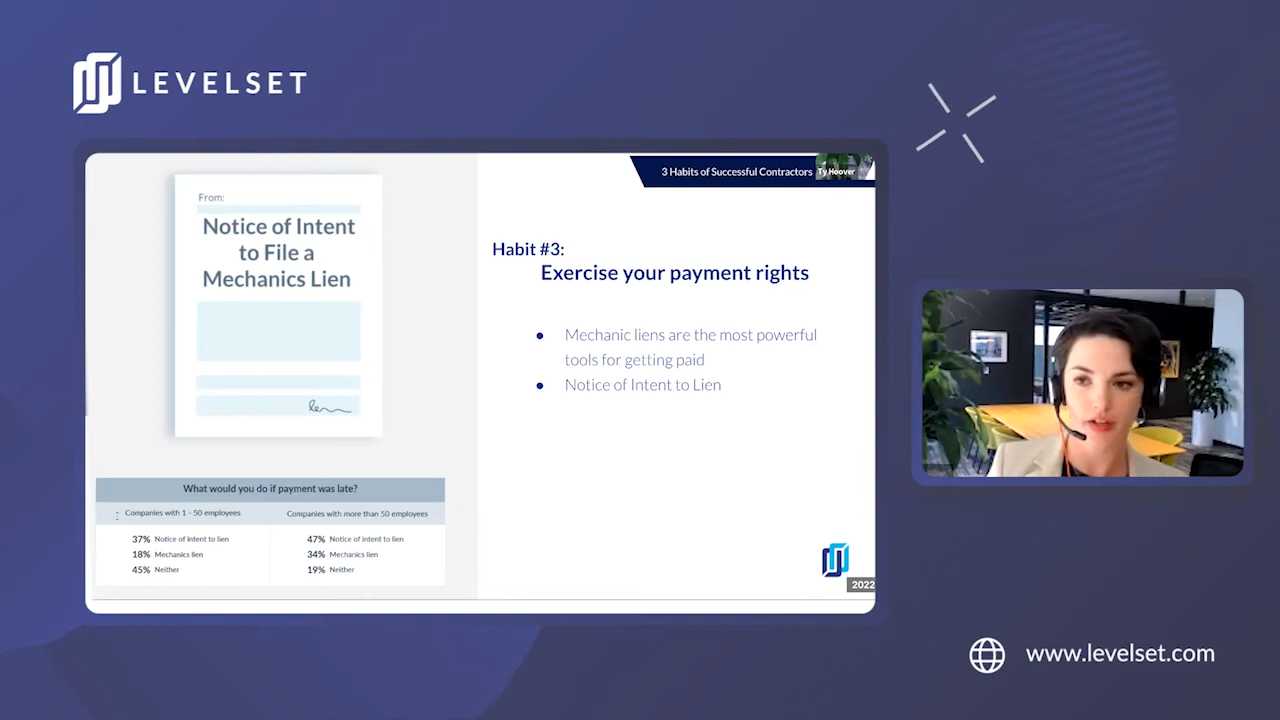 LEVELSET
3 Habits of Successful Contractors
Ty Hoover
From:
Notice of Intent
to File a
Mechanics Lien
Habit #3:
Exercise your payment rights
● Mechanic liens are the most powerful
tools for getting paid
● Notice of Intent to Lien
What would you do if payment was late?
Companies with 1 - 50 employees
37% Notice of intent to lien
18% Mechanics lien
45% Neither
Companies with more than 50 employees
47% Notice of intent to lien
34% Mechanics lien
19% Neither
2022
www.levelset.com